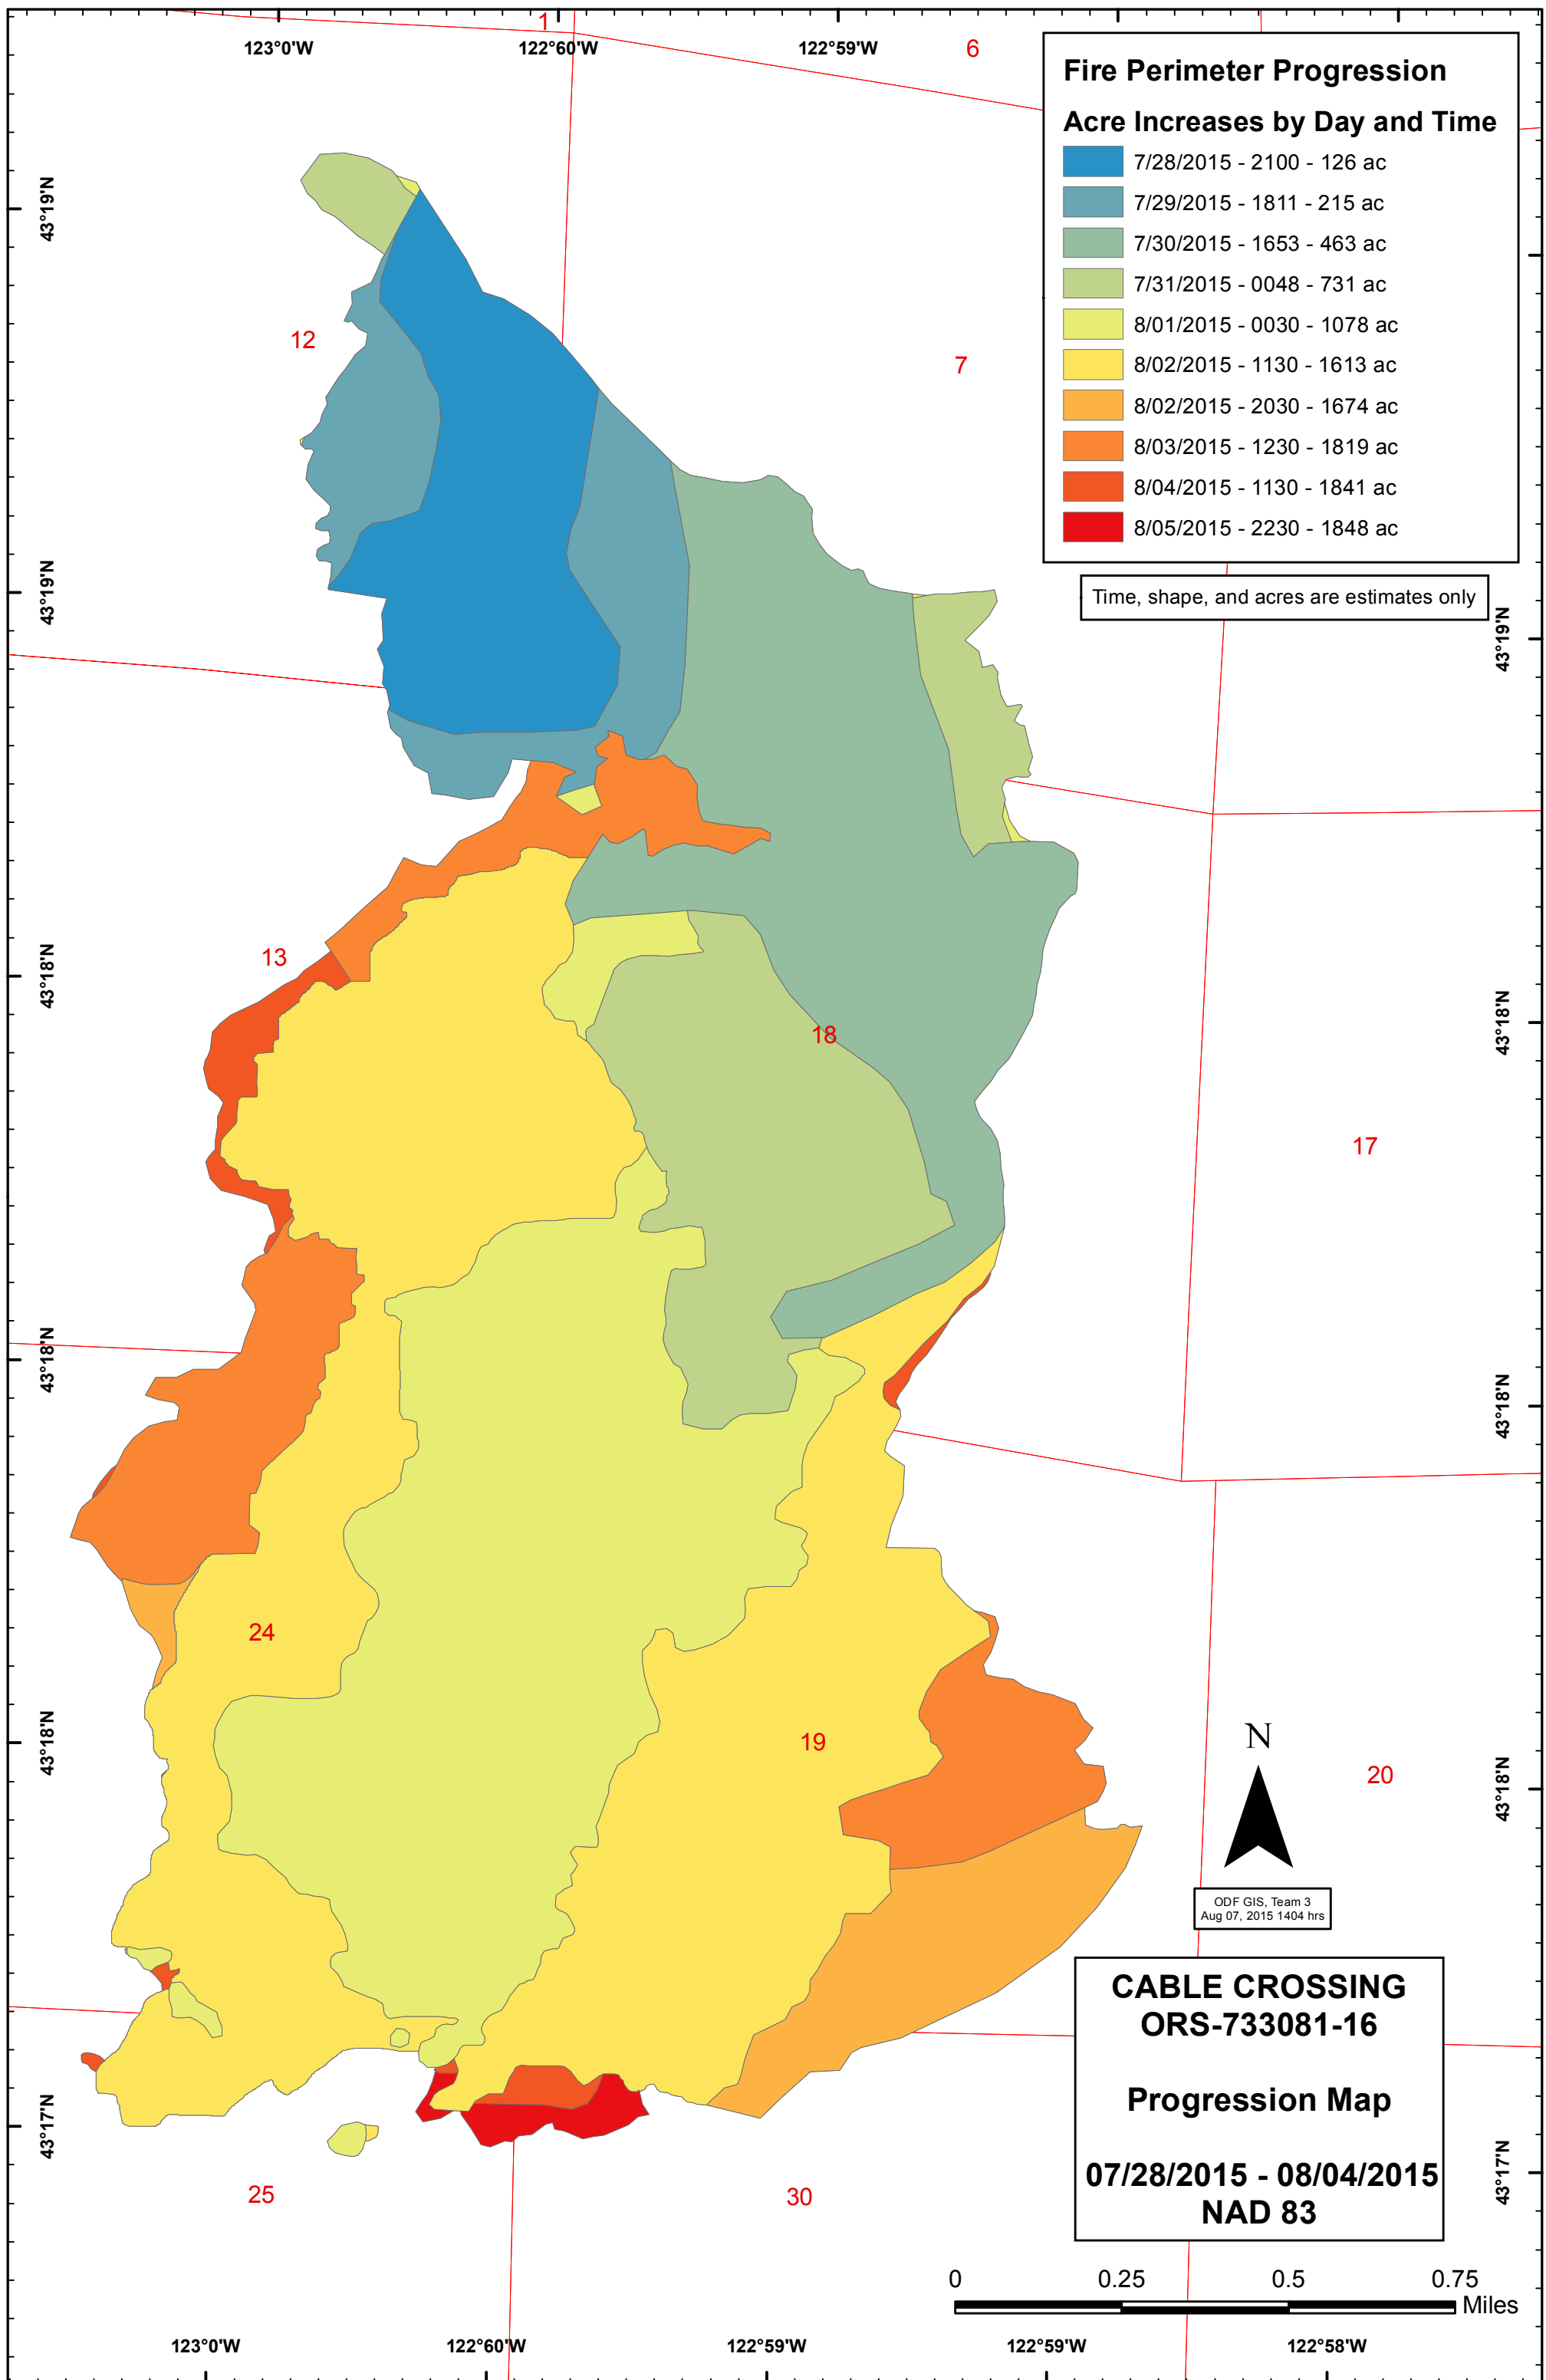 1
6
123°0'W 122°60'W 122°59'W
Fire Perimeter Progression
Acre Increases by Day and Time
7/28/2015 - 2100 - 126 ac
7/29/2015 - 1811 - 215 ac
7/30/2015 - 1653 - 463 ac
7/31/2015 - 0048 - 731 ac
8/01/2015 - 0030 - 1078 ac
8/02/2015 - 1130 - 1613 ac
8/02/2015 - 2030 - 1674 ac
8/03/2015 - 1230 - 1819 ac
8/04/2015 - 1130 - 1841 ac
8/05/2015 - 2230 - 1848 ac
Time, shape, and acres are estimates only
43°19'N
12
7
43°19'N
43°19'N
13
43°18'N
43°18'N
18
17
43°18'N
43°18'N
24
19
43°18'N
43°18'N
20
N
ODF GIS, Team 3
Aug 07, 2015 1404 hrs
CABLE CROSSING
ORS-733081-16
Progression Map
07/28/2015 - 08/04/2015
NAD 83
43°17'N
43°17'N
25
30
0 0.25 0.5 0.75
Miles
123°0'W 122°60'W 122°59'W 122°59'W 122°58'W